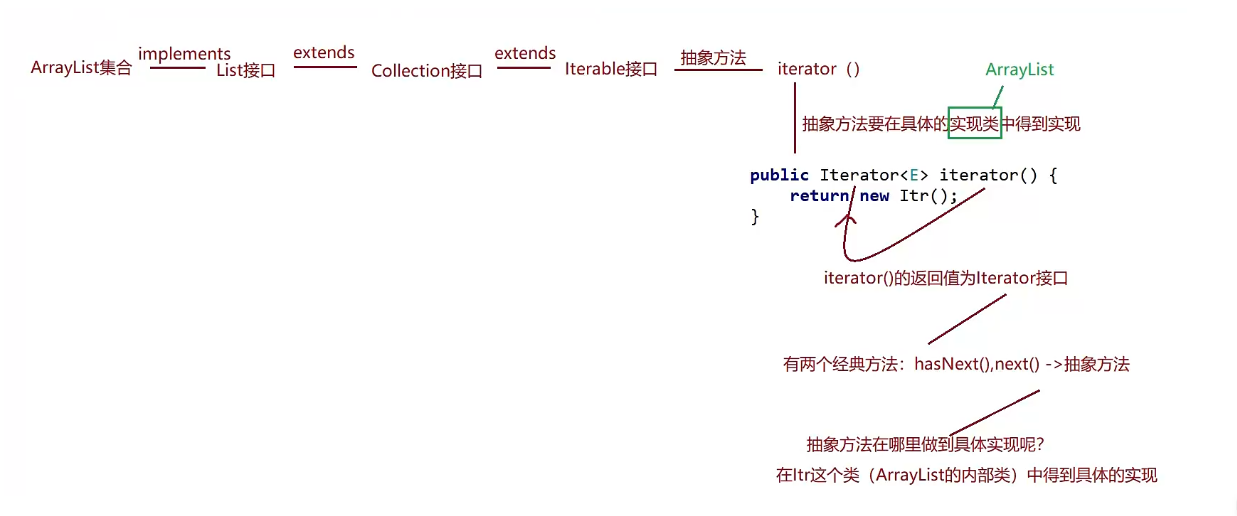 ArrayList集合 implements List接口 extends Collection接口 extends Iterable接口 抽象方法 iterator（） ArrayList
抽象方法要在具体的实现类中得到实现
public Iterator<E> iterator() {
return new Itr();
}
iterator()的返回值为Iterator接口
有两个经典方法：hasNext(),next() ->抽象方法
抽象方法在哪里做到具体实现呢？
在Itr这个类（ArrayList的内部类）中得到具体的实现